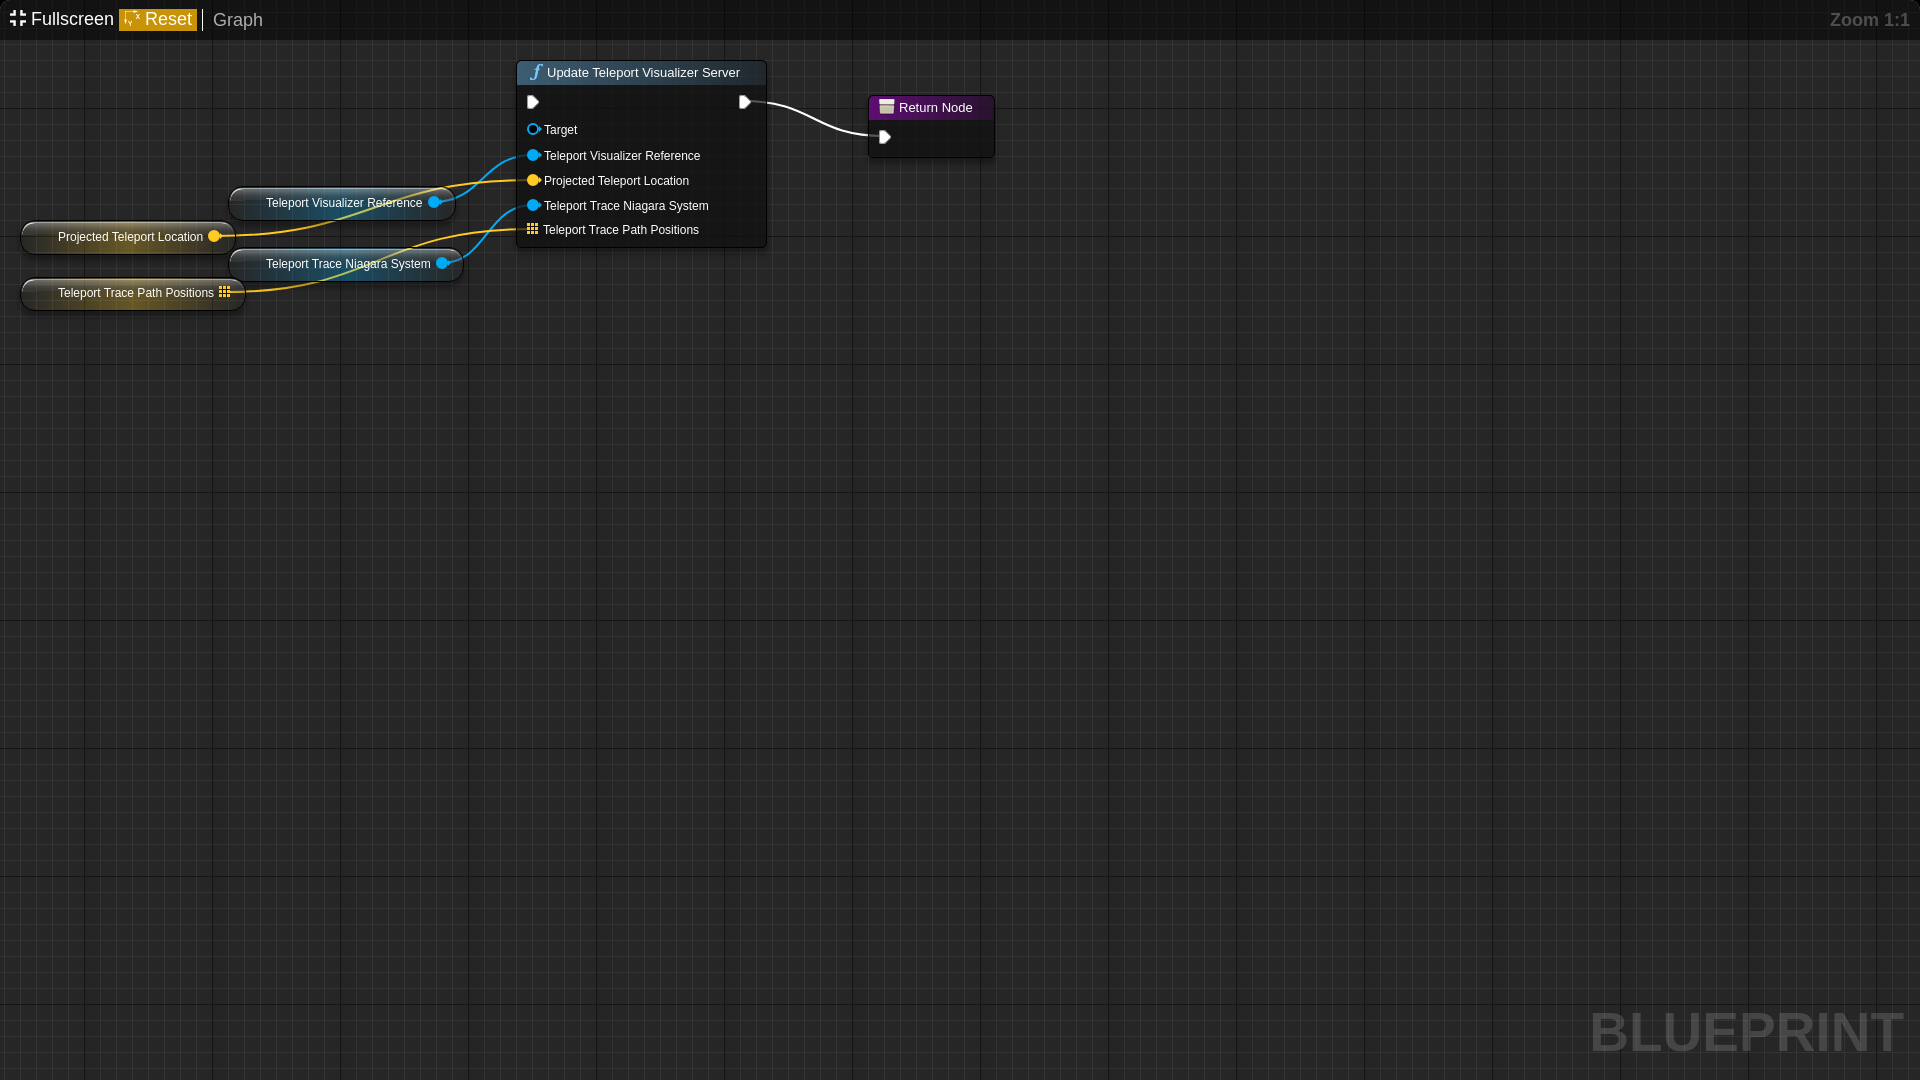 Fullscreen Reset Graph Zoom 1:1
Update Teleport Visualizer Server
Return Node
Target
Teleport Visualizer Reference
Projected Teleport Location
Teleport Trace Niagara System
Teleport Trace Path Positions
Teleport Visualizer Reference
Projected Teleport Location
Teleport Trace Niagara System
Teleport Trace Path Positions
BLUEPRINT